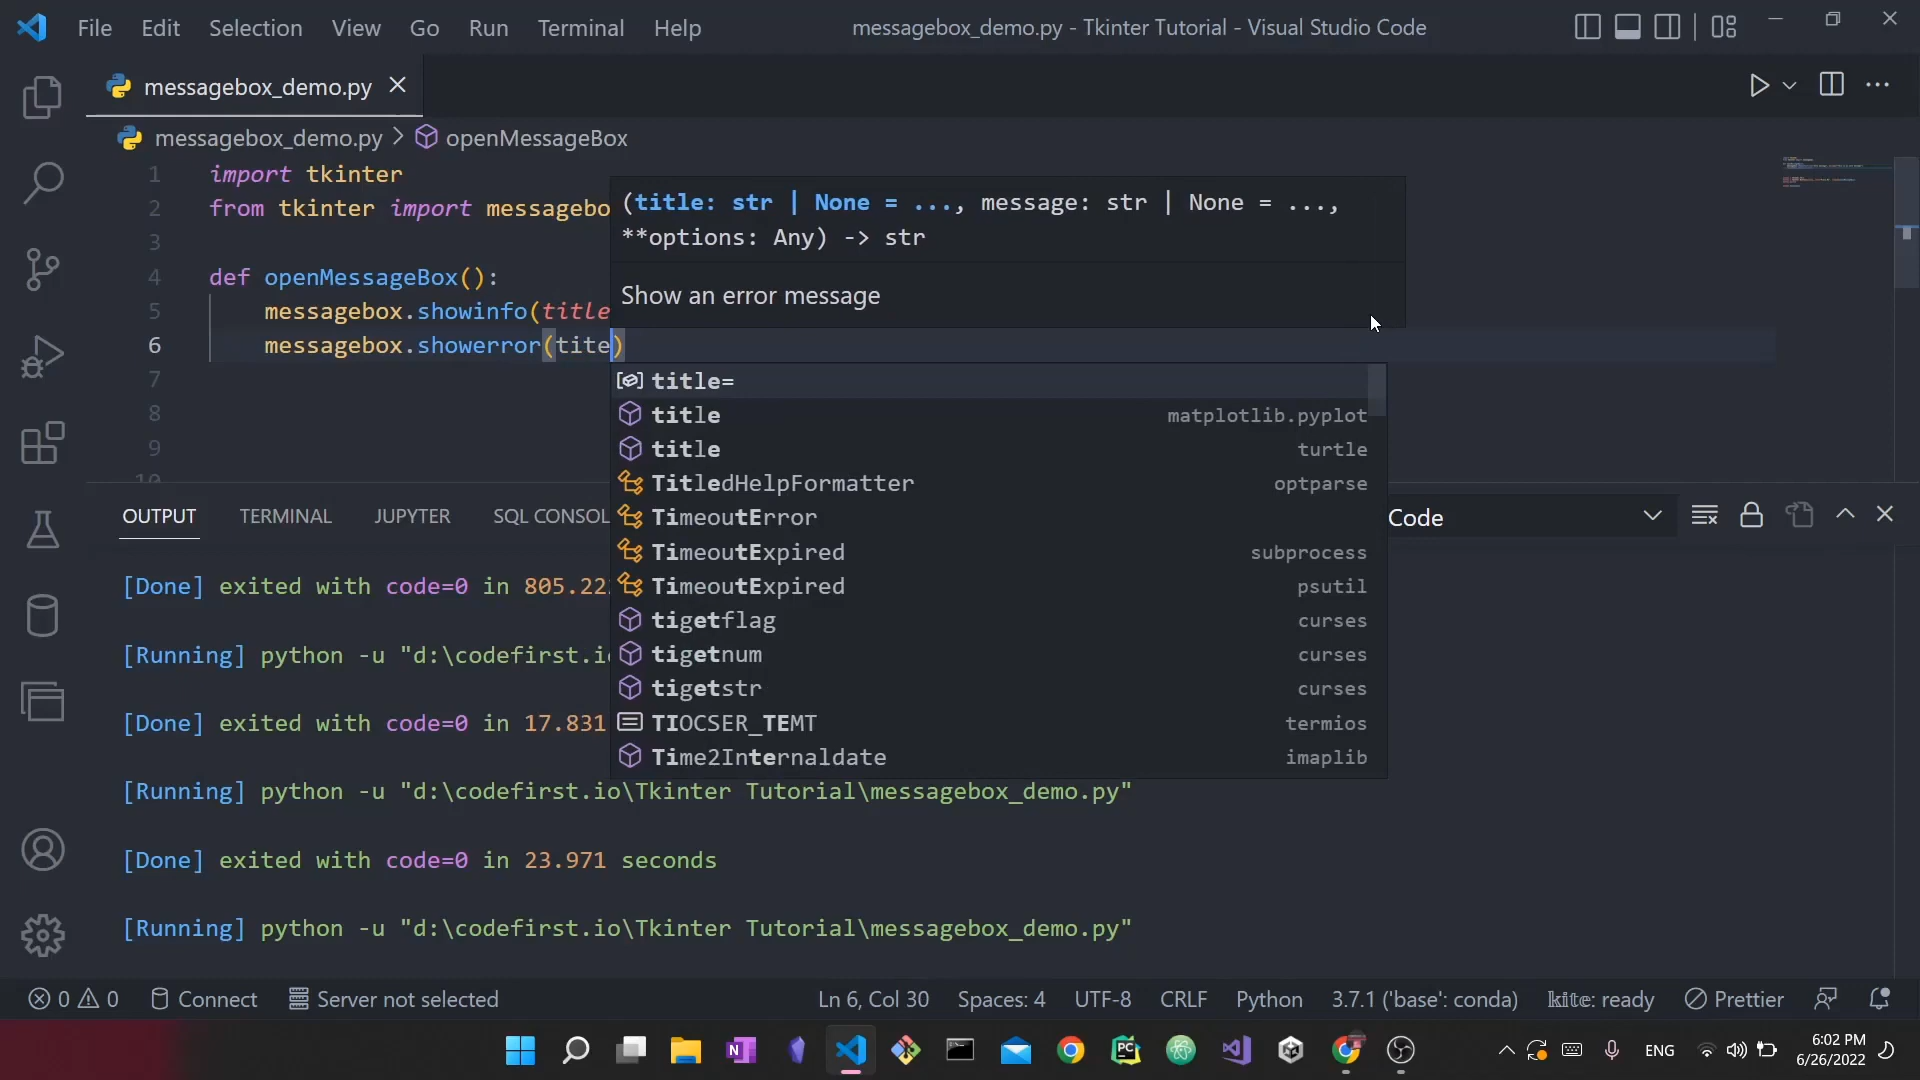 File Edit Selection View Go Run Terminal Help messagebox_demo.py - Tkinter Tutorial - Visual Studio Code
messagebox_demo.py
messagebox_demo.py > openMessageBox
1 import tkinter
2 from tkinter import messagebo
3
4 def openMessageBox():
5 messagebox.showinfo(title
6 messagebox.showerror(tite)
7
8
9
10
(title: str | None = ..., message: str | None = ...,
**options: Any) -> str
Show an error message
title=
title matplotlib.pyplot
title turtle
TitledHelpFormatter optparse
TimeoutError
TimeoutExpired subprocess
TimeoutExpired psutil
tigetflag curses
tigetnum curses
tigetstr curses
TIOCSER_TEMT termios
Time2Internaldate imaplib
OUTPUT TERMINAL JUPYTER SQL CONSOL Code
[Done] exited with code=0 in 805.22
[Running] python -u "d:\codefirst.i
[Done] exited with code=0 in 17.831
[Running] python -u "d:\codefirst.io\Tkinter Tutorial\messagebox_demo.py"
[Done] exited with code=0 in 23.971 seconds
[Running] python -u "d:\codefirst.io\Tkinter Tutorial\messagebox_demo.py"
0 0 Connect Server not selected Ln 6, Col 30 Spaces: 4 UTF-8 CRLF Python 3.7.1 ('base': conda) kite: ready Prettier
ENG 6:02 PM
6/26/2022